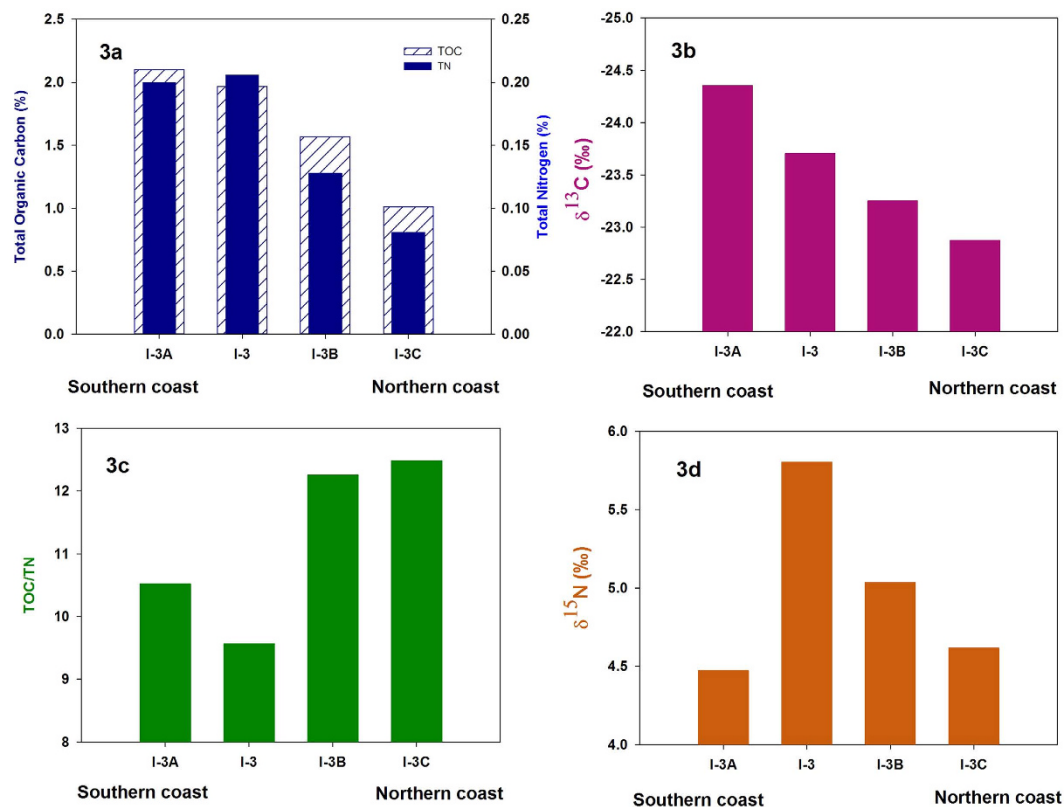 3a
TOC
TN
Total Organic Carbon (%)
2.5
2.0
1.5
1.0
0.5
0.0
Total Nitrogen (%)
0.25
0.20
0.15
0.10
0.05
0.00
I-3A I-3 I-3B I-3C
Southern coast Northern coast
3b
δ13C (‰)
-25.0
-24.5
-24.0
-23.5
-23.0
-22.5
-22.0
I-3A I-3 I-3B I-3C
Southern coast Northern coast
3c
TOC/TN
13
12
11
10
9
8
I-3A I-3 I-3B I-3C
Southern coast Northern coast
3d
δ15N (‰)
6.0
5.5
5.0
4.5
4.0
I-3A I-3 I-3B I-3C
Southern coast Northern coast